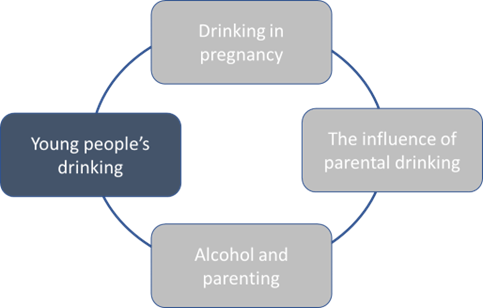 Drinking in
pregnancy
Young people's
drinking
The influence of
parental drinking
Alcohol and
parenting